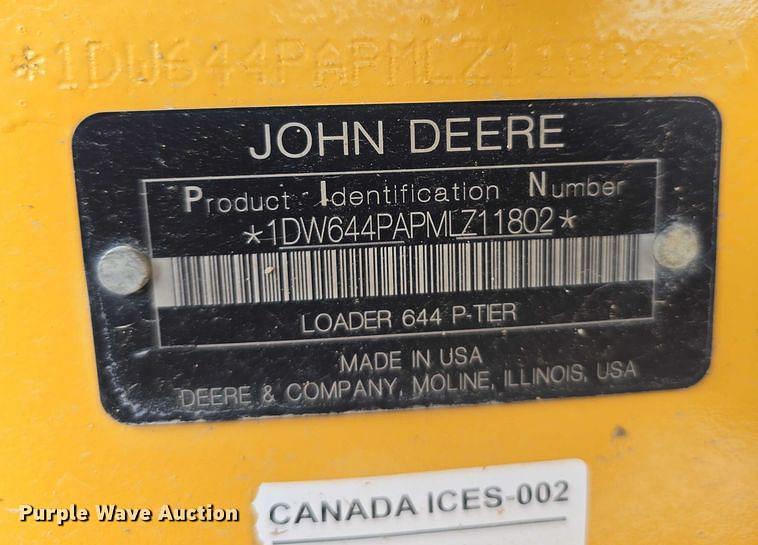 *1DW644PAPMLZ11802*
JOHN DEERE
Product Identification Number
*1DW644PAPMLZ11802*
LOADER 644 P-TIER
MADE IN USA
DEERE & COMPANY, MOLINE, ILLINOIS, USA
CANADA ICES-002
Purple Wave Auction